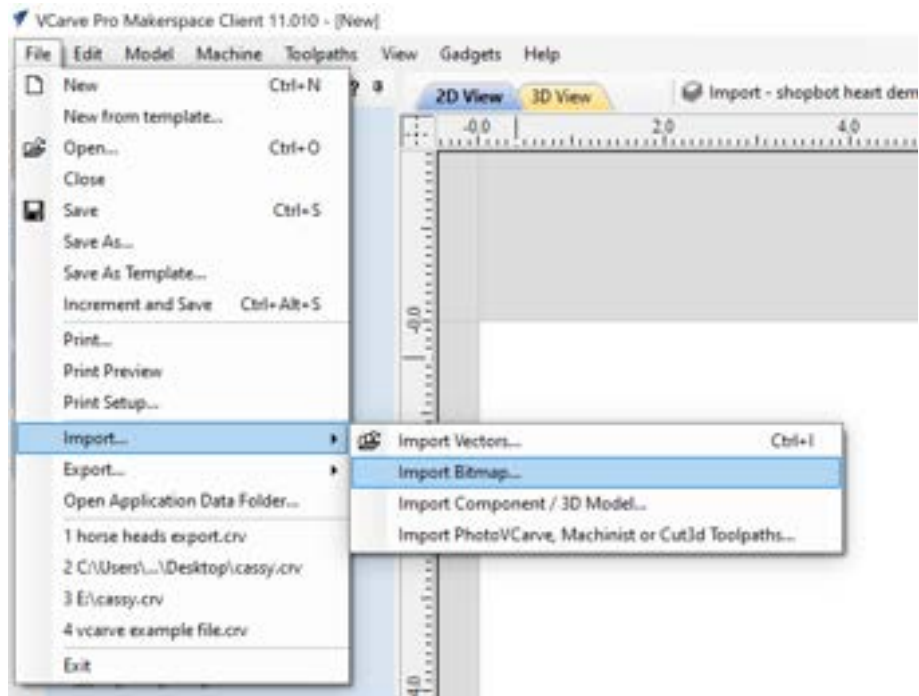 VCarve Pro Makerspace Client 11.010 - [New]
File Edit Model Machine Toolpaths View Gadgets Help
New Ctrl+N
New from template...
Open... Ctrl+O
Close
Save Ctrl+S
Save As...
Save As Template...
Increment and Save Ctrl+Alt+S
Print...
Print Preview
Print Setup...
Import...
Export...
Open Application Data Folder...
1 horse heads export.crv
2 C:\Users\...\Desktop\cassy.crv
3 E:\cassy.crv
4 vcarve example file.crv
Exit
2D View 3D View Import - shopbot heart dem
-0.0 2.0 4.0
-0.0
Import Vectors... Ctrl+I
Import Bitmap...
Import Component / 3D Model...
Import PhotoVCarve, Machinist or Cut3d Toolpaths...
4.0